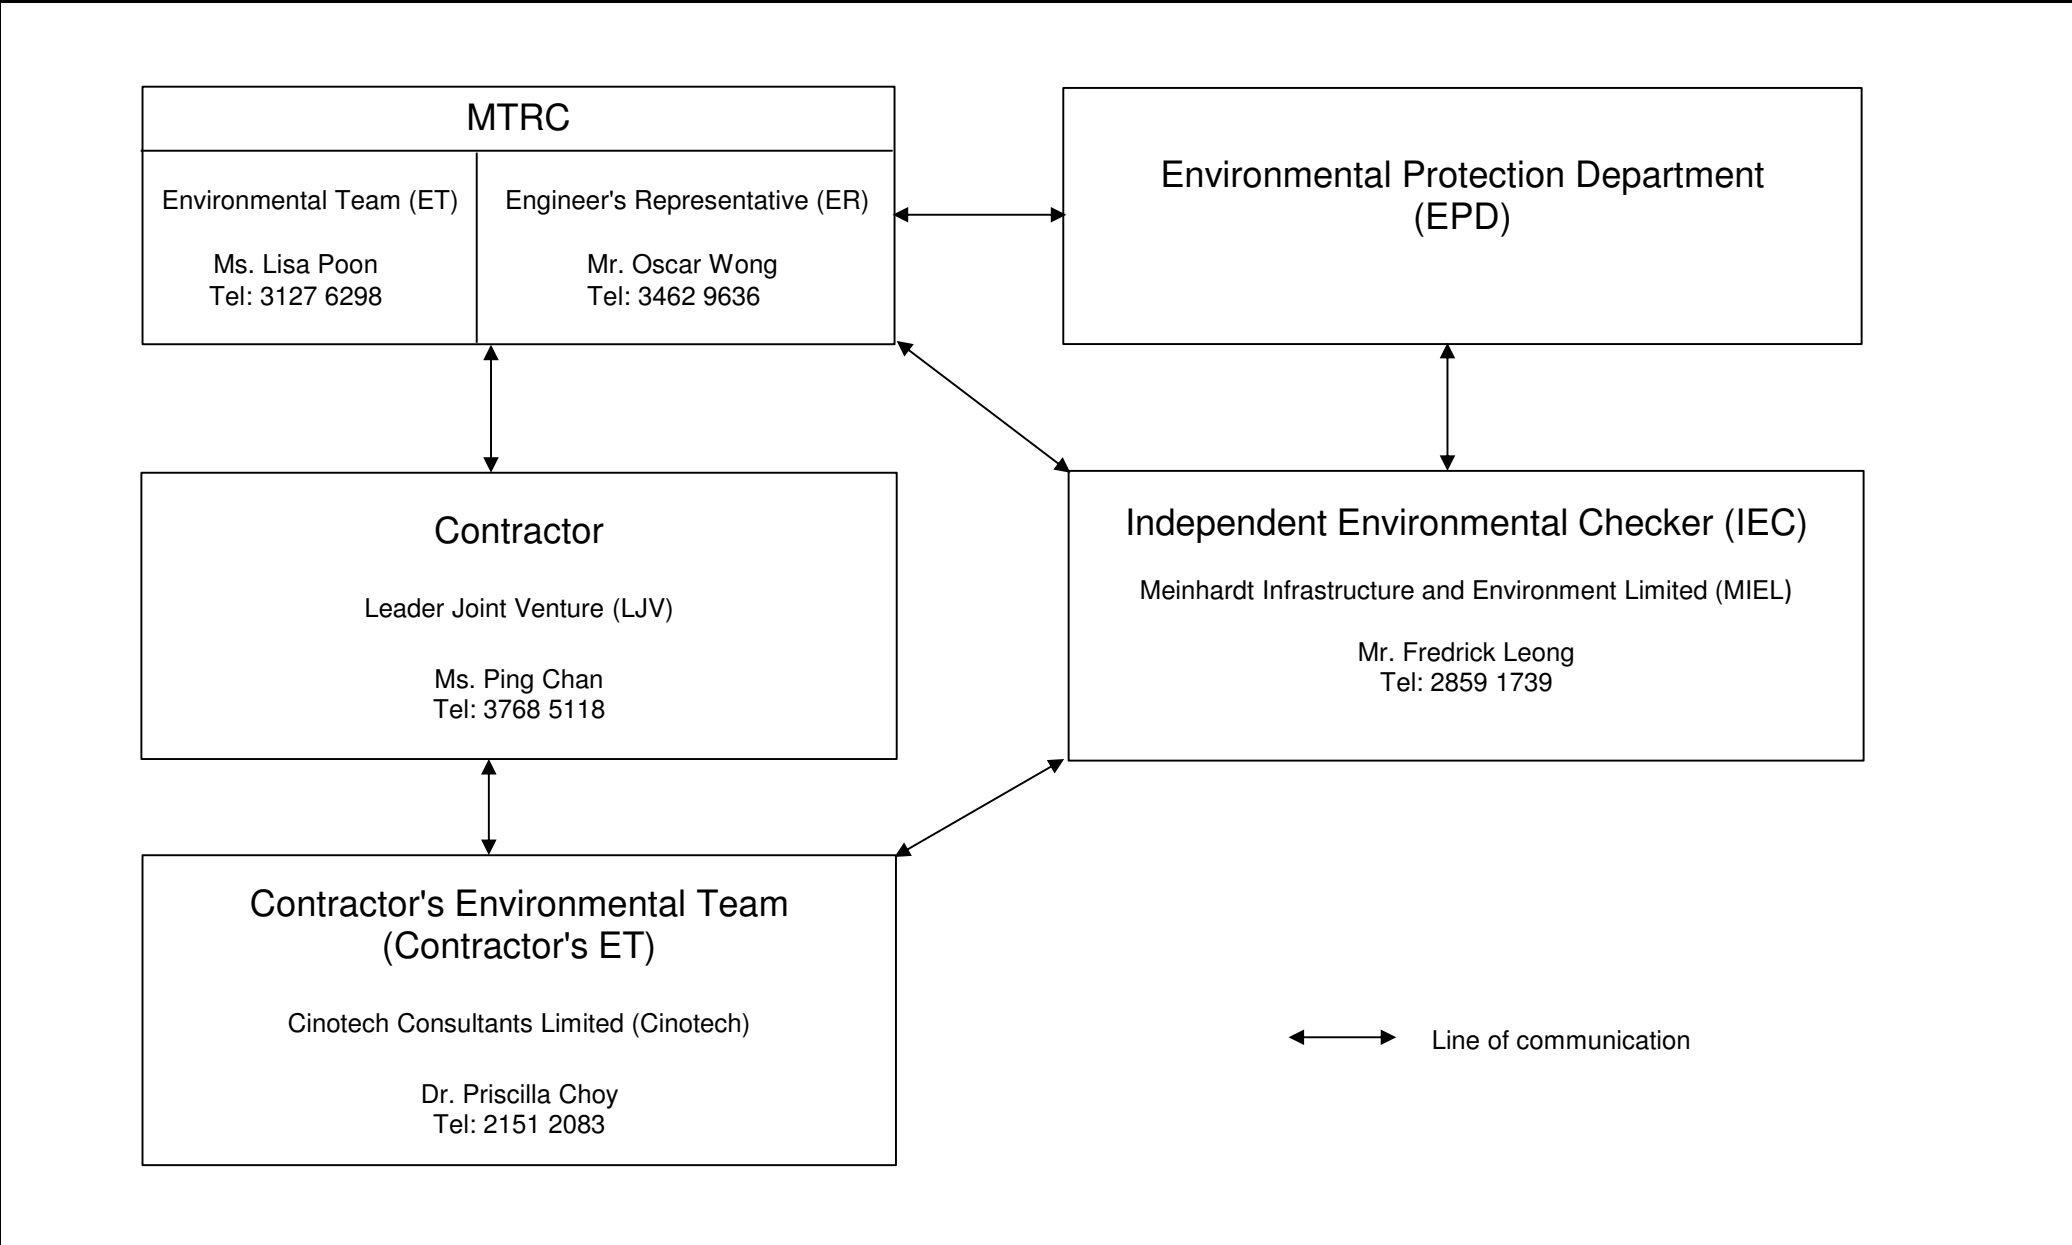 MTRC
Environmental Team (ET)
Ms. Lisa Poon
Tel: 3127 6298
Engineer's Representative (ER)
Mr. Oscar Wong
Tel: 3462 9636
Environmental Protection Department
(EPD)
Contractor
Leader Joint Venture (LJV)
Ms. Ping Chan
Tel: 3768 5118
Independent Environmental Checker (IEC)
Meinhardt Infrastructure and Environment Limited (MIEL)
Mr. Fredrick Leong
Tel: 2859 1739
Contractor's Environmental Team
(Contractor's ET)
Cinotech Consultants Limited (Cinotech)
Dr. Priscilla Choy
Tel: 2151 2083
Line of communication